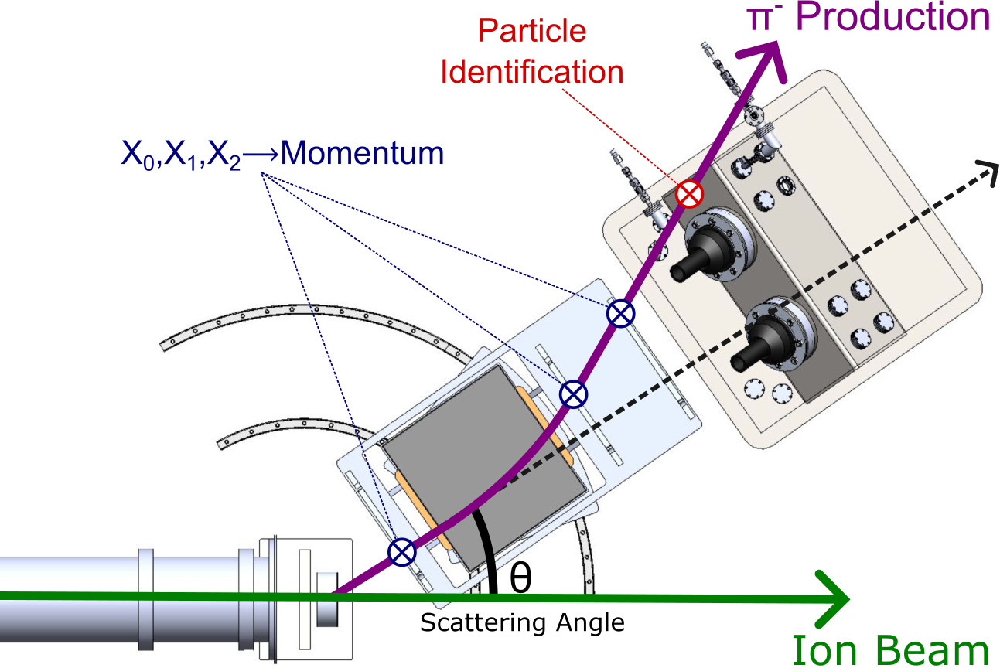 π⁻ Production
Particle
Identification
X₀,X₁,X₂→Momentum
θ
Scattering Angle
Ion Beam